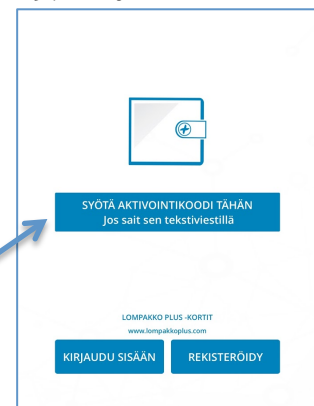 SYÖTÄ AKTIVOINTIKOODI TÄHÄN
Jos sait sen tekstiviestillä
LOMPAKKO PLUS -KORTIT
www.lompakkoplus.com
KIRJAUDU SISÄÄN
REKISTERÖIDY